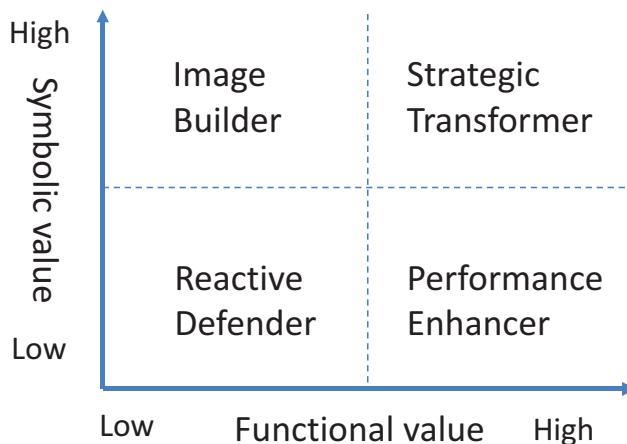 High
Symbolic value
Low
Image
Builder
Strategic
Transformer
Reactive
Defender
Performance
Enhancer
Low
Functional value
High